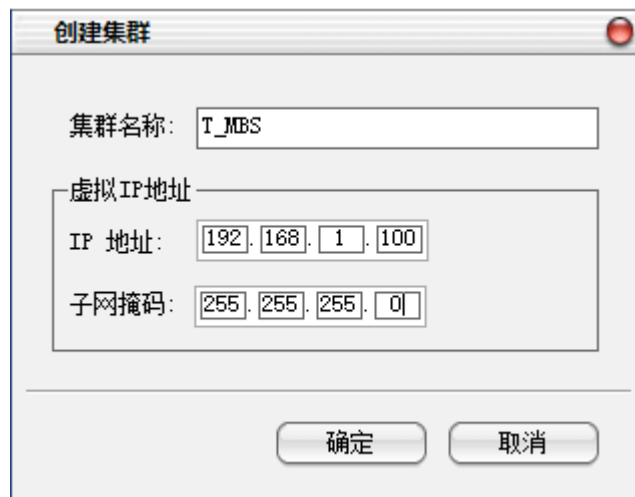 创建集群
集群名称: T_MBS
虚拟IP地址
IP 地址: 192. 168. 1 . 100
子网掩码: 255. 255. 255. 0
确定 取消